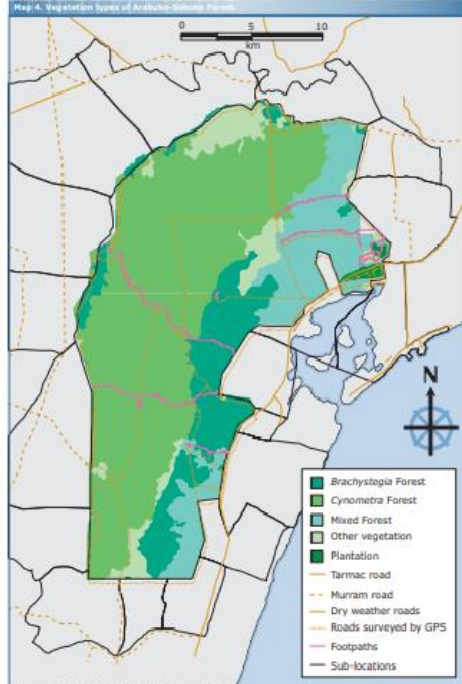 Map 4. Vegetation types of Arabuko-Sokoke Forest.
0 5 10
km
N
Brachystegia Forest
Cynometra Forest
Mixed Forest
Other vegetation
Plantation
Tarmac road
Murram road
Dry weather roads
Roads surveyed by GPS
Footpaths
Sub-locations